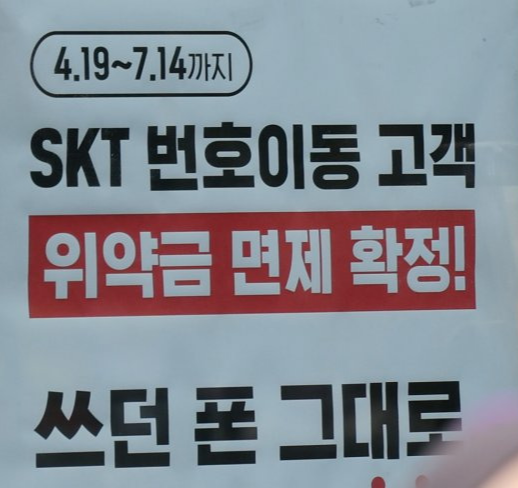 4.19~7.14까지
SKT 번호이동 고객
위약금 면제 확정!
쓰던 폰 그대로